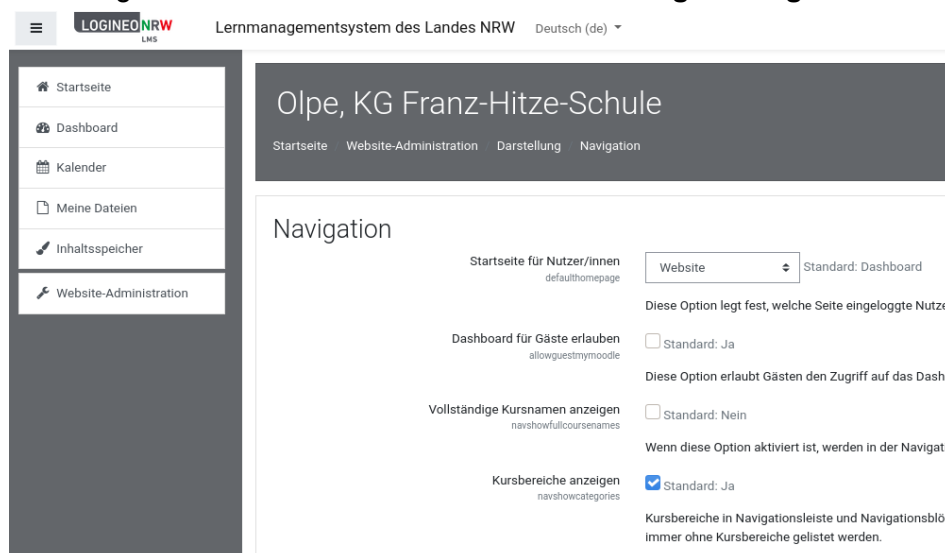 LOGINEO NRW
LMS
Lernmanagementsystem des Landes NRW
Deutsch (de)
Startseite
Dashboard
Kalender
Meine Dateien
Inhaltsspeicher
Website-Administration
Olpe, KG Franz-Hitze-Schule
Startseite / Website-Administration / Darstellung / Navigation
Navigation
Startseite für Nutzer/innen
defaulthomepage
Website
Standard: Dashboard
Diese Option legt fest, welche Seite eingeloggte
Dashboard für Gäste erlauben
allowguestmymoodle
Standard: Ja
Diese Option erlaubt Gästen den Zugriff auf das
Vollständige Kursnamen anzeigen
navshowfullcoursenames
Standard: Nein
Wenn diese Option aktiviert ist, werden in der
Kursbereiche anzeigen
navshowcategories
Standard: Ja
Kursbereiche in Navigationsleiste und
immer ohne Kursbereiche gelistet werden.